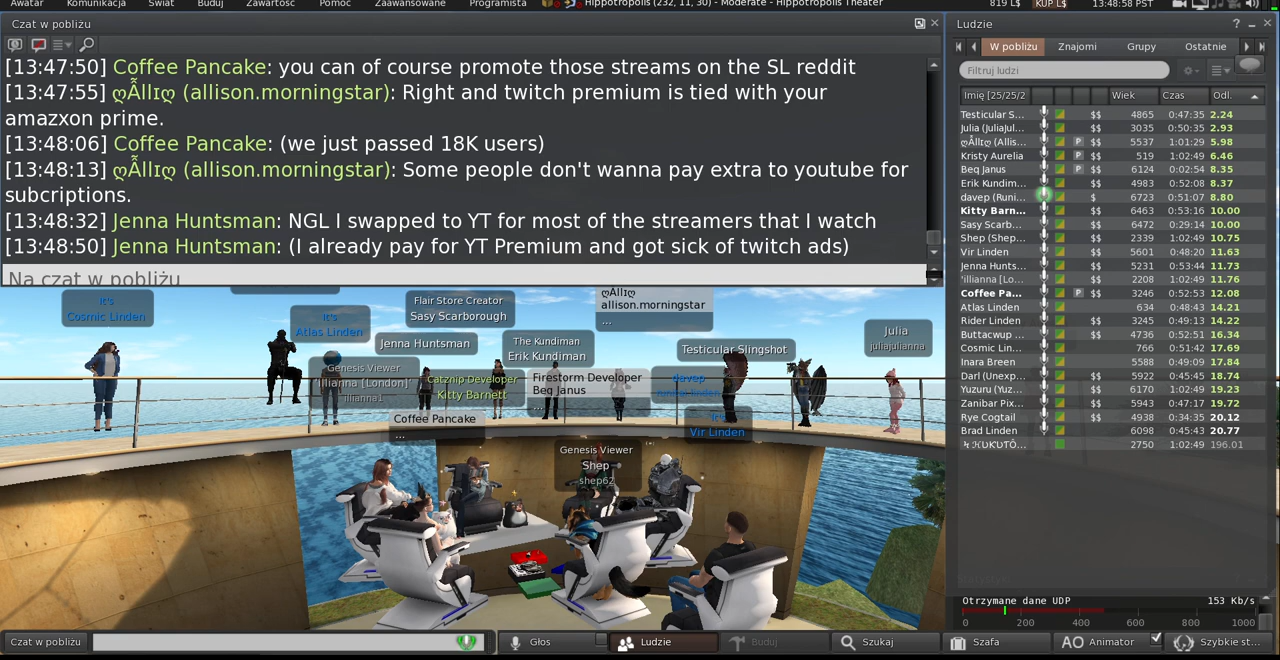 Awatar Komunikacja Świat Buduj Zawartość Pomoc Zaawansowane Programista Hippotropolis (232, 11, 30) - Moderate - Hippotropolis Theater 819 L$ KUP L$ 13:48:58 PST
Czat w pobliżu
[13:47:50] Coffee Pancake: you can of course promote those streams on the SL reddit
[13:47:55] ღÅllɪღ (allison.morningstar): Right and twitch premium is tied with your
amazxon prime.
[13:48:06] Coffee Pancake: (we just passed 18K users)
[13:48:13] ღÅllɪღ (allison.morningstar): Some people don't wanna pay extra to youtube for
subcriptions.
[13:48:32] Jenna Huntsman: NGL I swapped to YT for most of the streamers that I watch
[13:48:50] Jenna Huntsman: (I already pay for YT Premium and got sick of twitch ads)
Na czat w pobliżu
It's
Cosmic Linden
It's
Atlas Linden
Flair Store Creator
Sasy Scarborough
ღÅllɪღ
allison.morningstar
...
Julia
juliajulianna
Jenna Huntsman
The Kundiman
Erik Kundiman
Testicular Slingshot
Genesis Viewer
'illianna [London]'
illianna1
Catznip Developer
Kitty Barnett
Firestorm Developer
Beq Janus
...
davep
Coffee Pancake
...
It's
Vir Linden
Genesis Viewer
Shep
shep62
Ludzie
W pobliżu Znajomi Grupy Ostatnie
Filtruj ludzi
Imię [25/25/2 Wiek Czas Odl.
Testicular S... $$ 4865 0:47:35 2.24
Julia (JuliaJul... $$ 3035 0:50:35 2.93
ღÅllɪღ (Allis... P $$ 5537 1:01:29 5.98
Kristy Aurelia P $$ 519 1:02:49 6.46
Beq Janus P $$ 6124 0:02:54 8.35
Erik Kundim... $$ 4983 0:52:08 8.37
davep (Runi... $ 6723 0:51:07 8.80
Kitty Barn... $$ 6463 0:53:16 10.00
Sasy Scarb... $$ 6472 0:29:14 10.00
Shep (Shep... $$ 2339 1:02:49 10.75
Vir Linden $$ 5601 0:48:20 11.63
Jenna Hunts... $$ 5231 0:53:44 11.73
'illianna [Lo... $$ 2208 1:02:49 11.76
Coffee Pa... P $$ 3246 0:52:53 12.08
Atlas Linden 634 0:48:43 14.21
Rider Linden $$ 3245 0:49:13 14.22
Buttacwup ... $$ 4736 0:52:51 16.34
Cosmic Lin... 766 0:51:42 17.69
Inara Breen 5588 0:49:09 17.84
Darl (Unexp... $$ 5922 0:45:45 18.74
Yuzuru (Yuz... $$ 6170 1:02:49 19.23
Zanibar Pix... $$ 5943 0:47:17 19.72
Rye Cogtail $$ 4938 0:34:35 20.12
Brad Linden 6098 0:45:43 20.77
2750 1:02:49 196.01
Otrzymane dane UDP 153 Kb/s
0 200 400 600 800 1000
Czat w pobliżu Głos Ludzie Buduj Szukaj Szafa AO Animator Szybkie st...